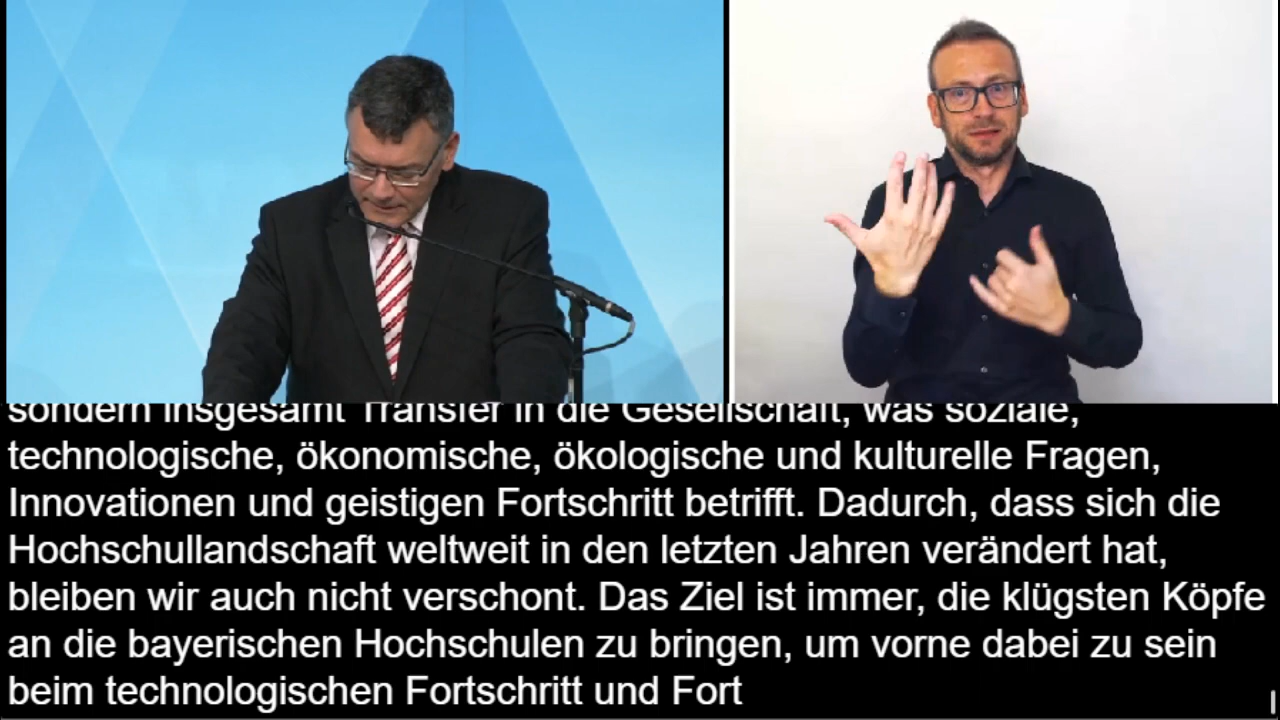 sondern insgesamt Transfer in die Gesellschaft, was soziale,
technologische, ökonomische, ökologische und kulturelle Fragen,
Innovationen und geistigen Fortschritt betrifft. Dadurch, dass sich die
Hochschullandschaft weltweit in den letzten Jahren verändert hat,
bleiben wir auch nicht verschont. Das Ziel ist immer, die klügsten Köpfe
an die bayerischen Hochschulen zu bringen, um vorne dabei zu sein
beim technologischen Fortschritt und Fort